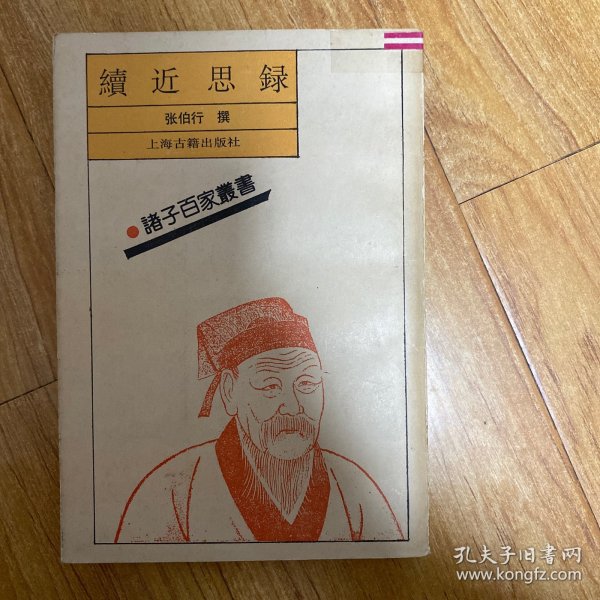 續近思録
张伯行 撰
上海古籍出版社
諸子百家叢書
孔夫子旧书网
www.kongfz.com